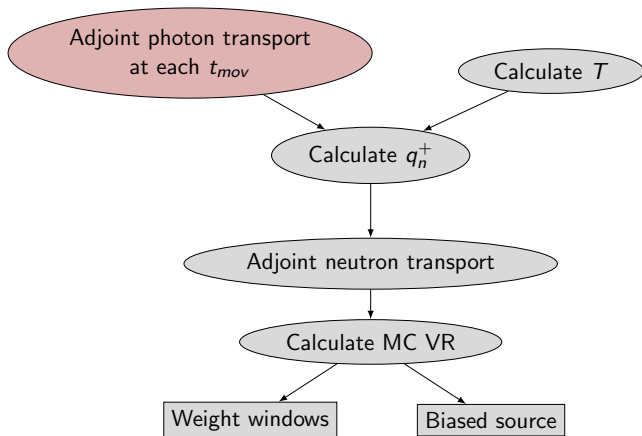 Adjoint photon transport
at each t_mov
Calculate T
Calculate q_n^+
Adjoint neutron transport
Calculate MC VR
Weight windows
Biased source